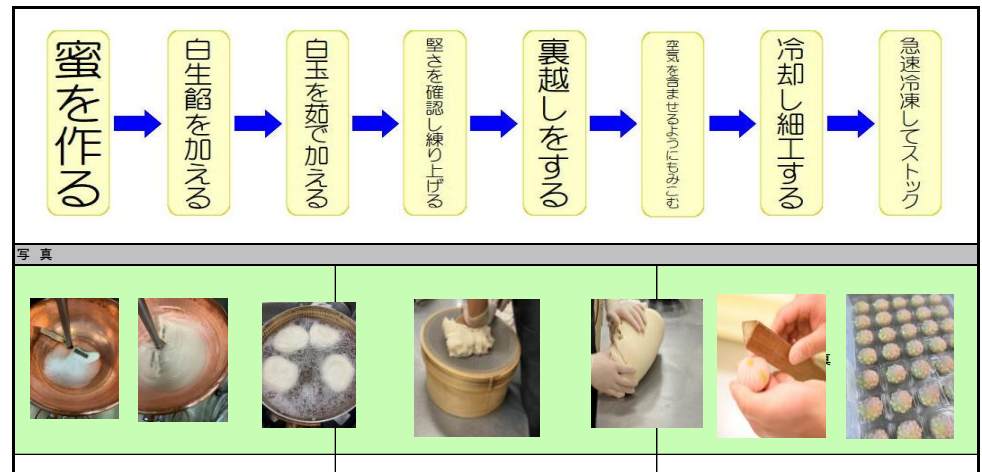 蜜を作る
白生餡を加える
白玉を茹で加える
堅さを確認し練り上げる
裏越しをする
空気を含ませるようにもみこむ
冷却し細工する
急速冷凍してストック
写 真
真